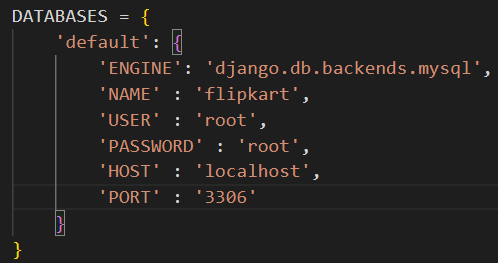 DATABASES = {
    'default': {
        'ENGINE': 'django.db.backends.mysql',
        'NAME' : 'flipkart',
        'USER' : 'root',
        'PASSWORD' : 'root',
        'HOST' : 'localhost',
        'PORT' : '3306'
    }
}